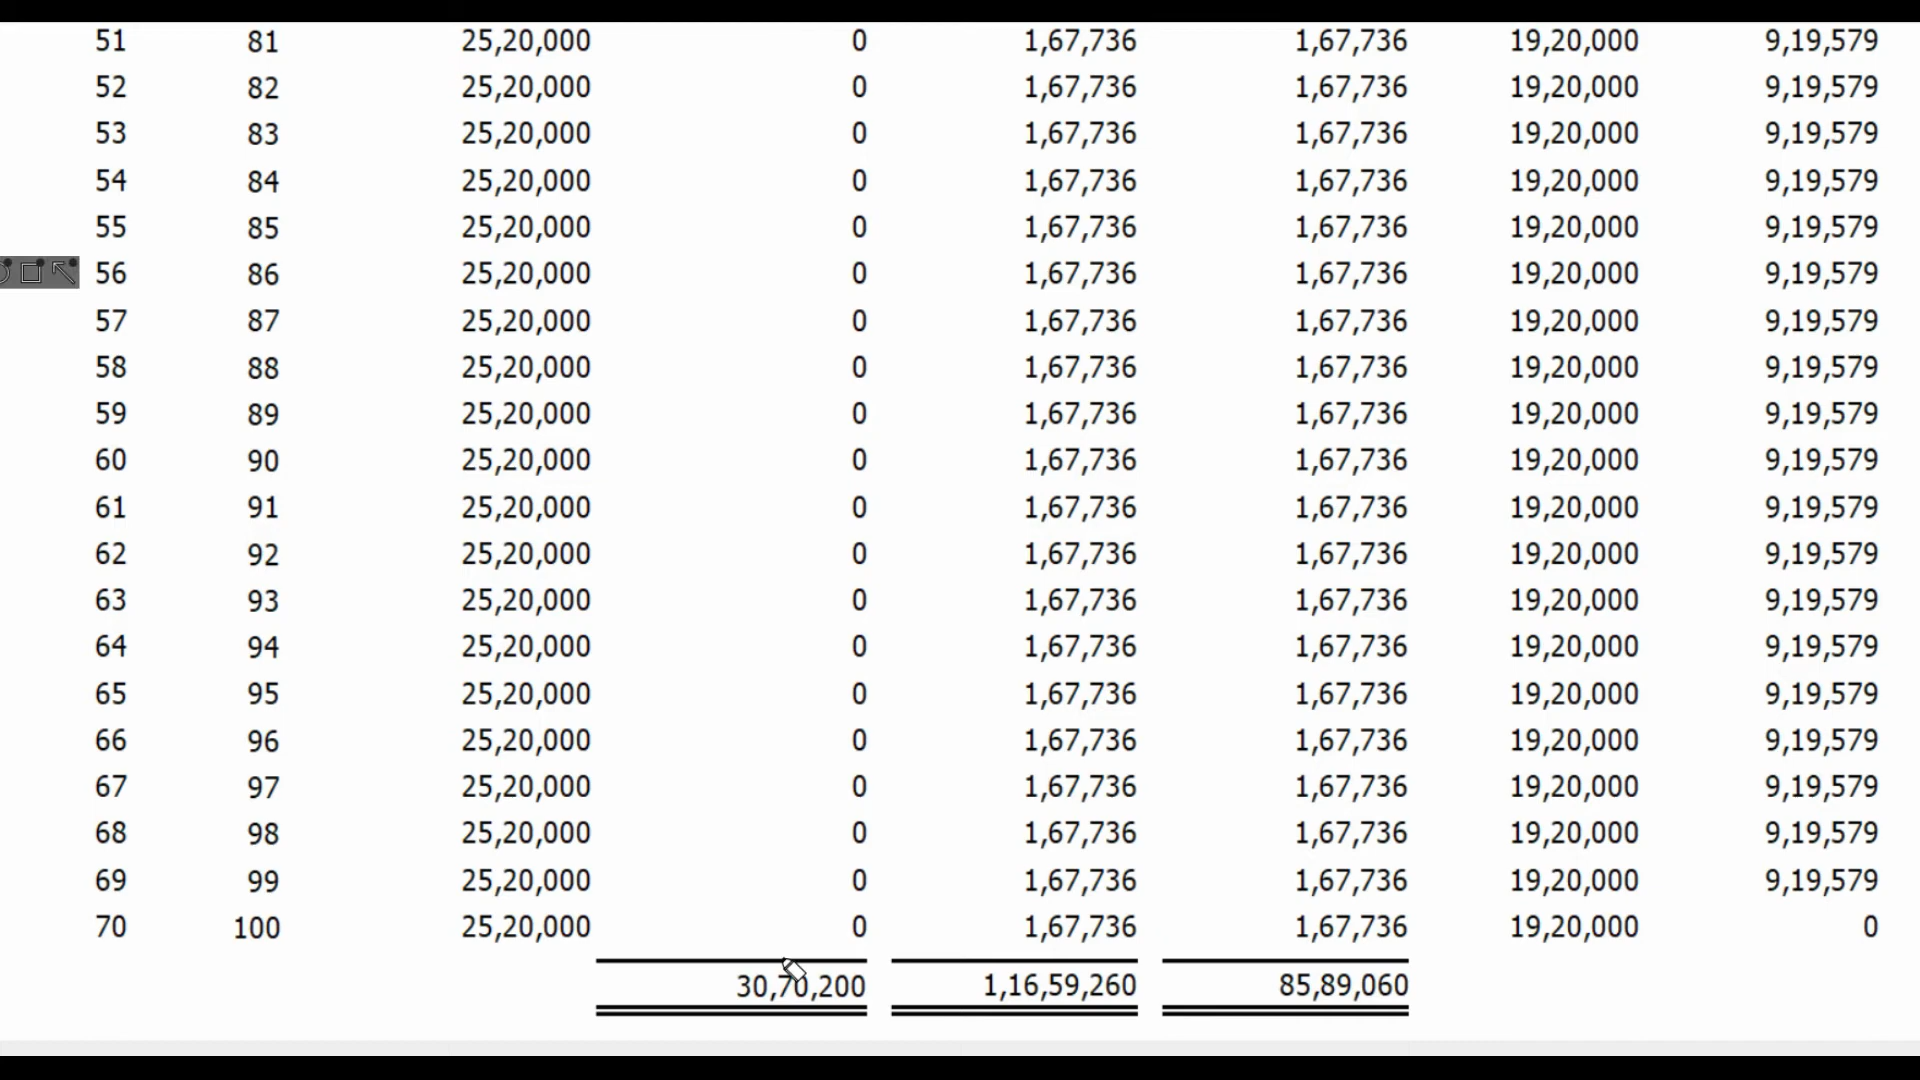 51 81 25,20,000 0 1,67,736 1,67,736 19,20,000 9,19,579
52 82 25,20,000 0 1,67,736 1,67,736 19,20,000 9,19,579
53 83 25,20,000 0 1,67,736 1,67,736 19,20,000 9,19,579
54 84 25,20,000 0 1,67,736 1,67,736 19,20,000 9,19,579
55 85 25,20,000 0 1,67,736 1,67,736 19,20,000 9,19,579
56 86 25,20,000 0 1,67,736 1,67,736 19,20,000 9,19,579
57 87 25,20,000 0 1,67,736 1,67,736 19,20,000 9,19,579
58 88 25,20,000 0 1,67,736 1,67,736 19,20,000 9,19,579
59 89 25,20,000 0 1,67,736 1,67,736 19,20,000 9,19,579
60 90 25,20,000 0 1,67,736 1,67,736 19,20,000 9,19,579
61 91 25,20,000 0 1,67,736 1,67,736 19,20,000 9,19,579
62 92 25,20,000 0 1,67,736 1,67,736 19,20,000 9,19,579
63 93 25,20,000 0 1,67,736 1,67,736 19,20,000 9,19,579
64 94 25,20,000 0 1,67,736 1,67,736 19,20,000 9,19,579
65 95 25,20,000 0 1,67,736 1,67,736 19,20,000 9,19,579
66 96 25,20,000 0 1,67,736 1,67,736 19,20,000 9,19,579
67 97 25,20,000 0 1,67,736 1,67,736 19,20,000 9,19,579
68 98 25,20,000 0 1,67,736 1,67,736 19,20,000 9,19,579
69 99 25,20,000 0 1,67,736 1,67,736 19,20,000 9,19,579
70 100 25,20,000 0 1,67,736 1,67,736 19,20,000 0
30,70,200 1,16,59,260 85,89,060